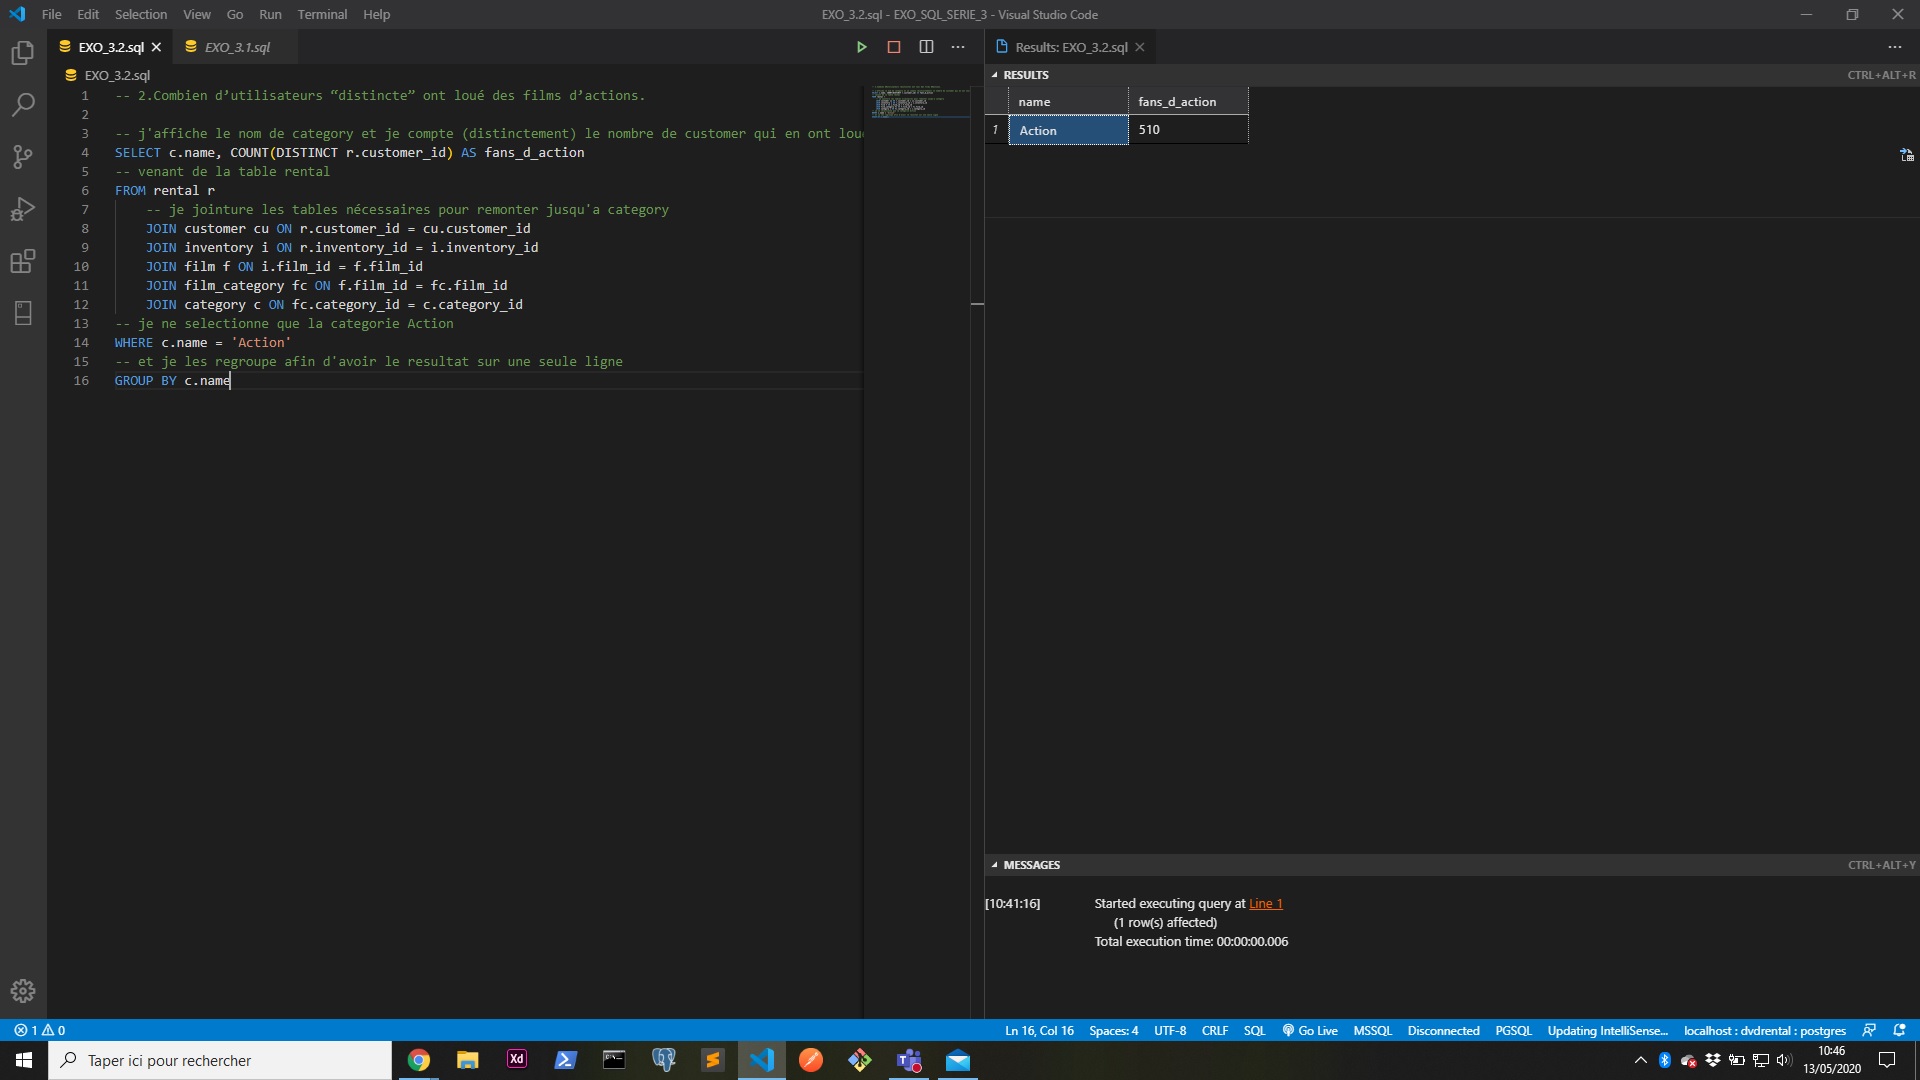 File Edit Selection View Go Run Terminal Help
EXO_3.2.sql - EXO_SQL_SERIE_3 - Visual Studio Code
EXO_3.2.sql
EXO_3.1.sql
EXO_3.2.sql
1 -- 2.Combien d’utilisateurs “distincte” ont loué des films d’actions.
2
3 -- j'affiche le nom de category et je compte (distinctement) le nombre de customer qui en ont lou
4 SELECT c.name, COUNT(DISTINCT r.customer_id) AS fans_d_action
5 -- venant de la table rental
6 FROM rental r
7 -- je jointure les tables nécessaires pour remonter jusqu'a category
8 JOIN customer cu ON r.customer_id = cu.customer_id
9 JOIN inventory i ON r.inventory_id = i.inventory_id
10 JOIN film f ON i.film_id = f.film_id
11 JOIN film_category fc ON f.film_id = fc.film_id
12 JOIN category c ON fc.category_id = c.category_id
13 -- je ne selectionne que la categorie Action
14 WHERE c.name = 'Action'
15 -- et je les regroupe afin d'avoir le resultat sur une seule ligne
16 GROUP BY c.name
Results: EXO_3.2.sql
RESULTS CTRL+ALT+R
name fans_d_action
1 Action 510
MESSAGES CTRL+ALT+Y
[10:41:16] Started executing query at Line 1
(1 row(s) affected)
Total execution time: 00:00:00.006
1 0 Ln 16, Col 16 Spaces: 4 UTF-8 CRLF SQL Go Live MSSQL Disconnected PGSQL Updating IntelliSense... localhost : dvdrental : postgres
Taper ici pour rechercher
Xd
10:46
13/05/2020